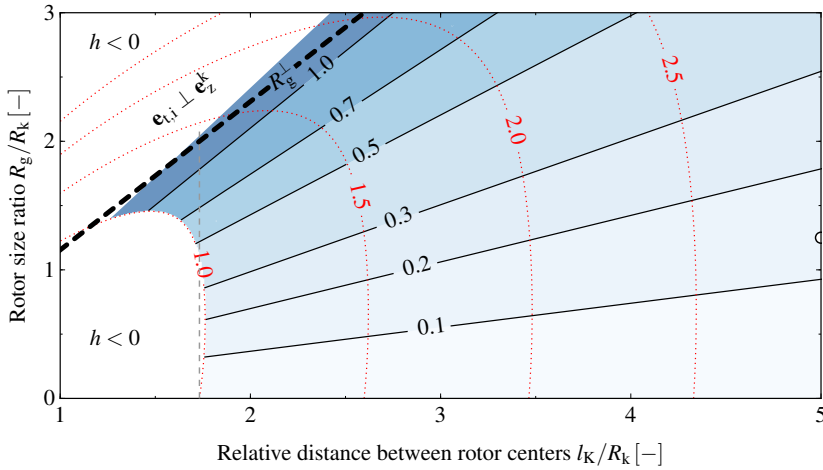 3
h < 0
e_t,i ⊥ e_z^k
R_g^⊥
1.0
0.7
0.5
0.3
0.2
0.1
1.0
1.5
2.0
2.5
2
1
h < 0
0
1 2 3 4 5
Rotor size ratio R_g/R_k [−]
Relative distance between rotor centers l_K/R_k [−]